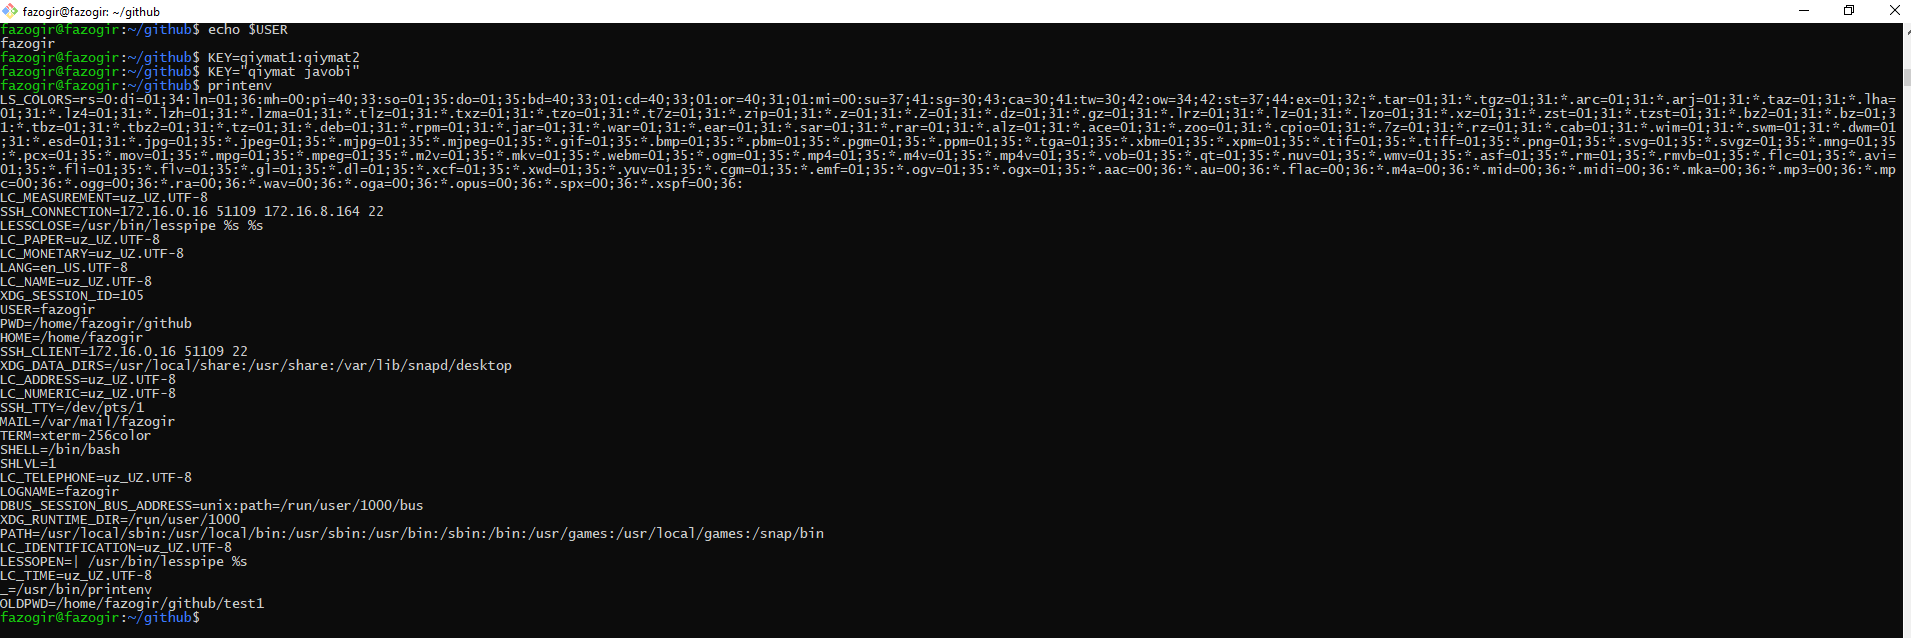 fazogir@fazogir: ~/github
fazogir@fazogir:~/github$ echo $USER
fazogir
fazogir@fazogir:~/github$ KEY=qiymat1:qiymat2
fazogir@fazogir:~/github$ KEY="qiymat javobi"
fazogir@fazogir:~/github$ printenv
LS_COLORS=rs=0:di=01;34:ln=01;36:mh=00:pi=40;33:so=01;35:do=01;35:bd=40;33;01:cd=40;33;01:or=40;31;01:mi=00:su=37;41:sg=30;43:ca=30;41:tw=30;42:ow=34;42:st=37;44:ex=01;32:*.tar=01;31:*.tgz=01;31:*.arc=01;31:*.arj=01;31:*.taz=01;31:*.lha=
01;31:*.lz4=01;31:*.lzh=01;31:*.lzma=01;31:*.tlz=01;31:*.txz=01;31:*.tzo=01;31:*.t7z=01;31:*.zip=01;31:*.z=01;31:*.Z=01;31:*.dz=01;31:*.gz=01;31:*.lrz=01;31:*.lz=01;31:*.lzo=01;31:*.xz=01;31:*.zst=01;31:*.tzst=01;31:*.bz2=01;31:*.bz=01;3
1:*.tbz=01;31:*.tbz2=01;31:*.tz=01;31:*.deb=01;31:*.rpm=01;31:*.jar=01;31:*.war=01;31:*.ear=01;31:*.sar=01;31:*.rar=01;31:*.alz=01;31:*.ace=01;31:*.zoo=01;31:*.cpio=01;31:*.7z=01;31:*.rz=01;31:*.cab=01;31:*.wim=01;31:*.swm=01;31:*.dwm=01
;31:*.esd=01;31:*.jpg=01;35:*.jpeg=01;35:*.mjpg=01;35:*.mjpeg=01;35:*.gif=01;35:*.bmp=01;35:*.pbm=01;35:*.pgm=01;35:*.ppm=01;35:*.tga=01;35:*.xbm=01;35:*.xpm=01;35:*.tif=01;35:*.tiff=01;35:*.png=01;35:*.svg=01;35:*.svgz=01;35:*.mng=01;35
:*.pcx=01;35:*.mov=01;35:*.mpg=01;35:*.mpeg=01;35:*.m2v=01;35:*.mkv=01;35:*.webm=01;35:*.ogm=01;35:*.mp4=01;35:*.m4v=01;35:*.mp4v=01;35:*.vob=01;35:*.qt=01;35:*.nuv=01;35:*.wmv=01;35:*.asf=01;35:*.rm=01;35:*.rmvb=01;35:*.flc=01;35:*.avi=
01;35:*.fli=01;35:*.flv=01;35:*.gl=01;35:*.dl=01;35:*.xcf=01;35:*.xwd=01;35:*.yuv=01;35:*.cgm=01;35:*.emf=01;35:*.ogv=01;35:*.ogx=01;35:*.aac=00;36:*.au=00;36:*.flac=00;36:*.m4a=00;36:*.mid=00;36:*.midi=00;36:*.mka=00;36:*.mp3=00;36:*.mp
c=00;36:*.ogg=00;36:*.ra=00;36:*.wav=00;36:*.oga=00;36:*.opus=00;36:*.spx=00;36:*.xspf=00;36:
LC_MEASUREMENT=uz_UZ.UTF-8
SSH_CONNECTION=172.16.0.16 51109 172.16.8.164 22
LESSCLOSE=/usr/bin/lesspipe %s %s
LC_PAPER=uz_UZ.UTF-8
LC_MONETARY=uz_UZ.UTF-8
LANG=en_US.UTF-8
LC_NAME=uz_UZ.UTF-8
XDG_SESSION_ID=105
USER=fazogir
PWD=/home/fazogir/github
HOME=/home/fazogir
SSH_CLIENT=172.16.0.16 51109 22
XDG_DATA_DIRS=/usr/local/share:/usr/share:/var/lib/snapd/desktop
LC_ADDRESS=uz_UZ.UTF-8
LC_NUMERIC=uz_UZ.UTF-8
SSH_TTY=/dev/pts/1
MAIL=/var/mail/fazogir
TERM=xterm-256color
SHELL=/bin/bash
SHLVL=1
LC_TELEPHONE=uz_UZ.UTF-8
LOGNAME=fazogir
DBUS_SESSION_BUS_ADDRESS=unix:path=/run/user/1000/bus
XDG_RUNTIME_DIR=/run/user/1000
PATH=/usr/local/sbin:/usr/local/bin:/usr/sbin:/usr/bin:/sbin:/bin:/usr/games:/usr/local/games:/snap/bin
LC_IDENTIFICATION=uz_UZ.UTF-8
LESSOPEN=| /usr/bin/lesspipe %s
LC_TIME=uz_UZ.UTF-8
_=/usr/bin/printenv
OLDPWD=/home/fazogir/github/test1
fazogir@fazogir:~/github$